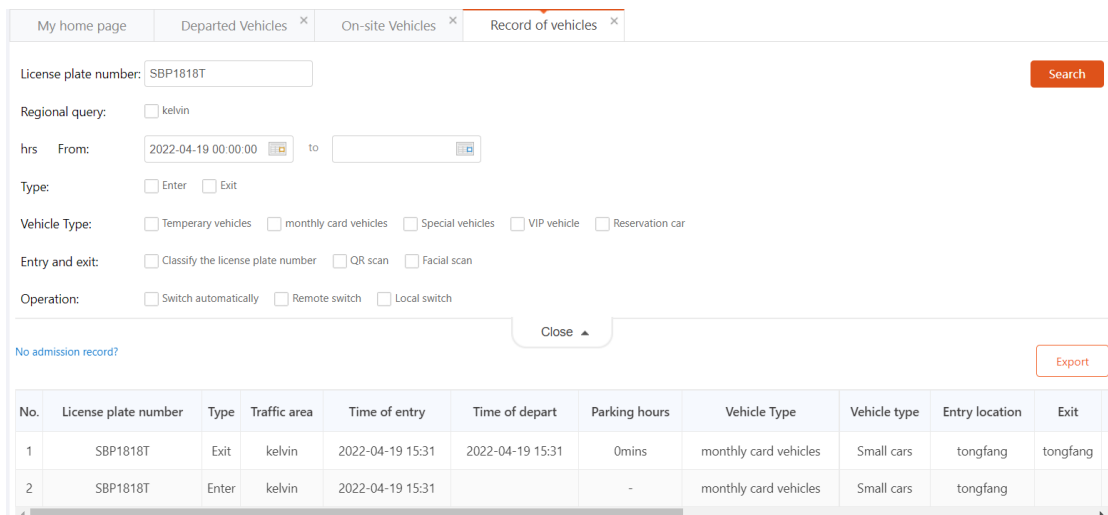 My home page Departed Vehicles × On-site Vehicles × Record of vehicles ×
License plate number: SBP1818T Search
Regional query: kelvin
hrs From: 2022-04-19 00:00:00 to
Type: Enter Exit
Vehicle Type: Temperary vehicles monthly card vehicles Special vehicles VIP vehicle Reservation car
Entry and exit: Classify the license plate number QR scan Facial scan
Operation: Switch automatically Remote switch Local switch
Close
No admission record?
Export
No. License plate number Type Traffic area Time of entry Time of depart Parking hours Vehicle Type Vehicle type Entry location Exit
1 SBP1818T Exit kelvin 2022-04-19 15:31 2022-04-19 15:31 0mins monthly card vehicles Small cars tongfang tongfang
2 SBP1818T Enter kelvin 2022-04-19 15:31 - monthly card vehicles Small cars tongfang